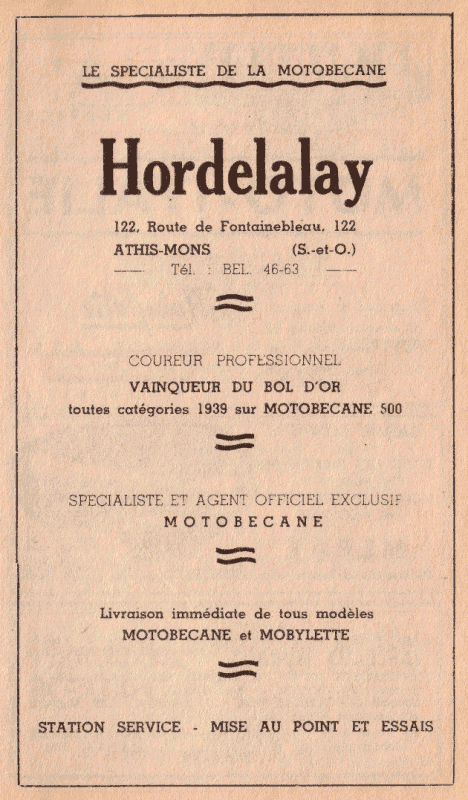 LE SPECIALISTE DE LA MOTOBECANE
Hordelalay
122, Route de Fontainebleau, 122
ATHIS-MONS (S.-et-O.)
Tél. : BEL. 46-63
COUREUR PROFESSIONNEL
VAINQUEUR DU BOL D'OR
toutes catégories 1939 sur MOTOBECANE 500
SPECIALISTE ET AGENT OFFICIEL EXCLUSIF
MOTOBECANE
Livraison immédiate de tous modèles
MOTOBECANE et MOBYLETTE
STATION SERVICE - MISE AU POINT ET ESSAIS